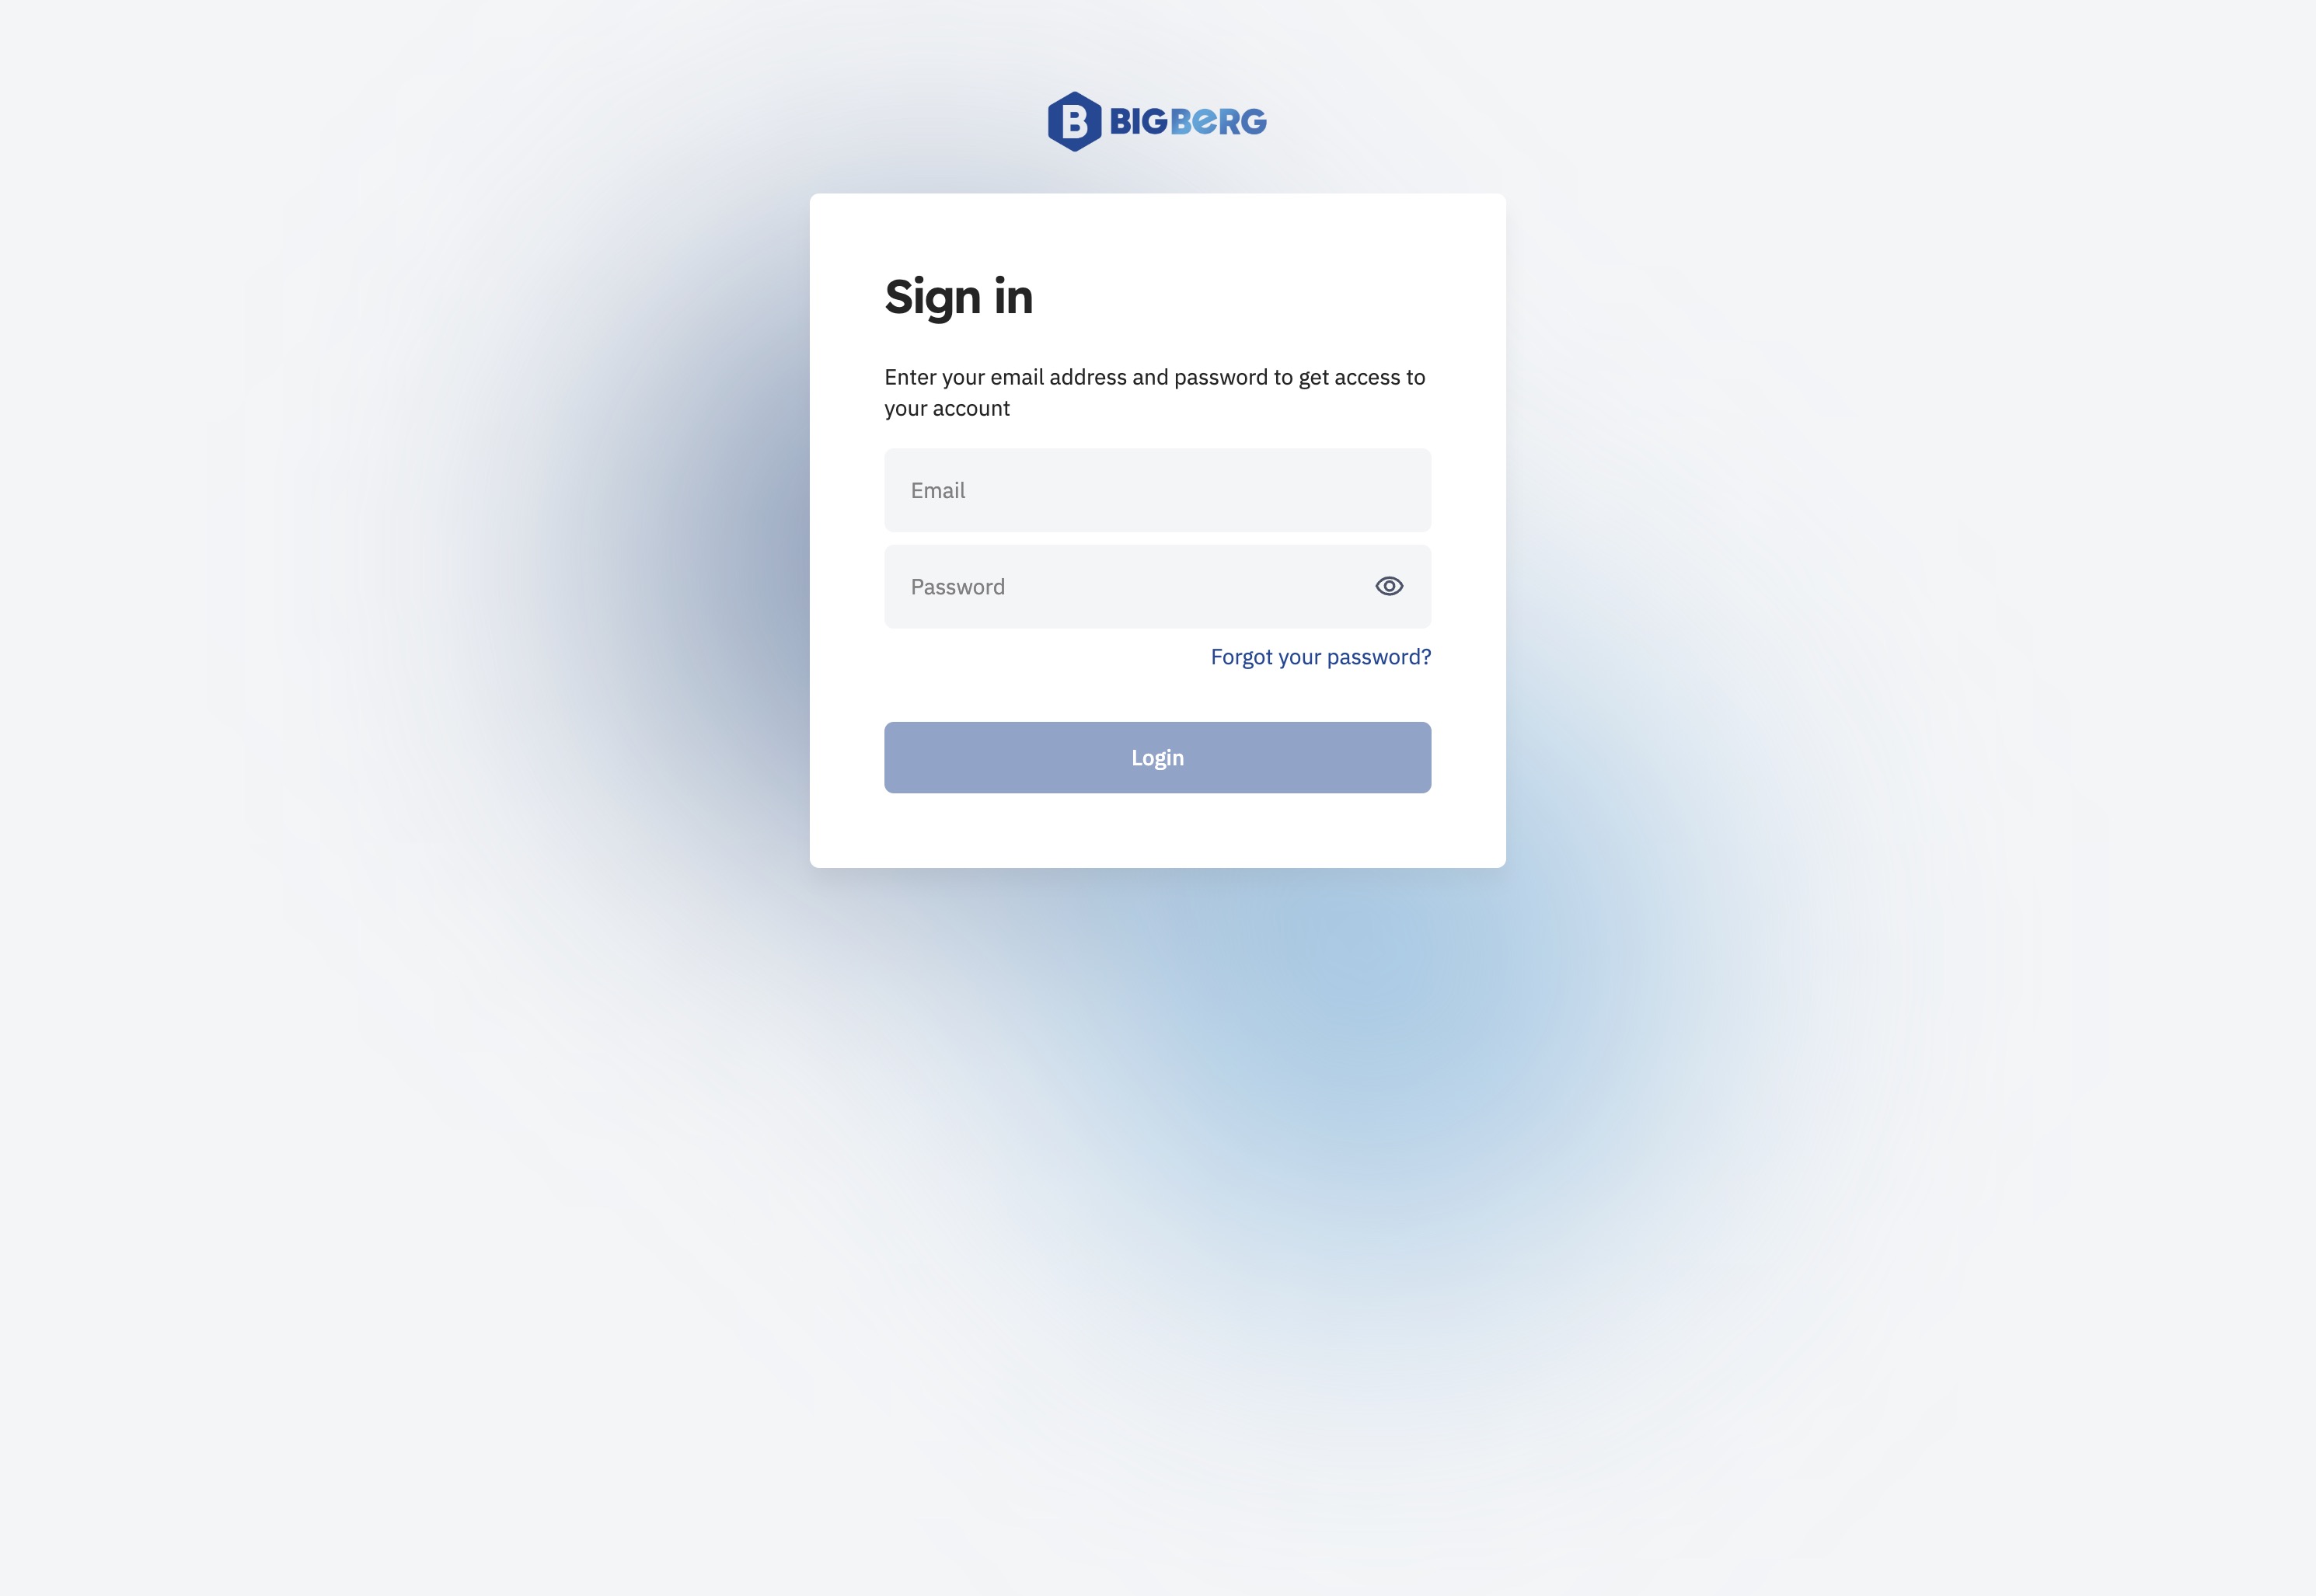 B BIGBeRG
Sign in
Enter your email address and password to get access to
your account
Email
Password
Forgot your password?
Login